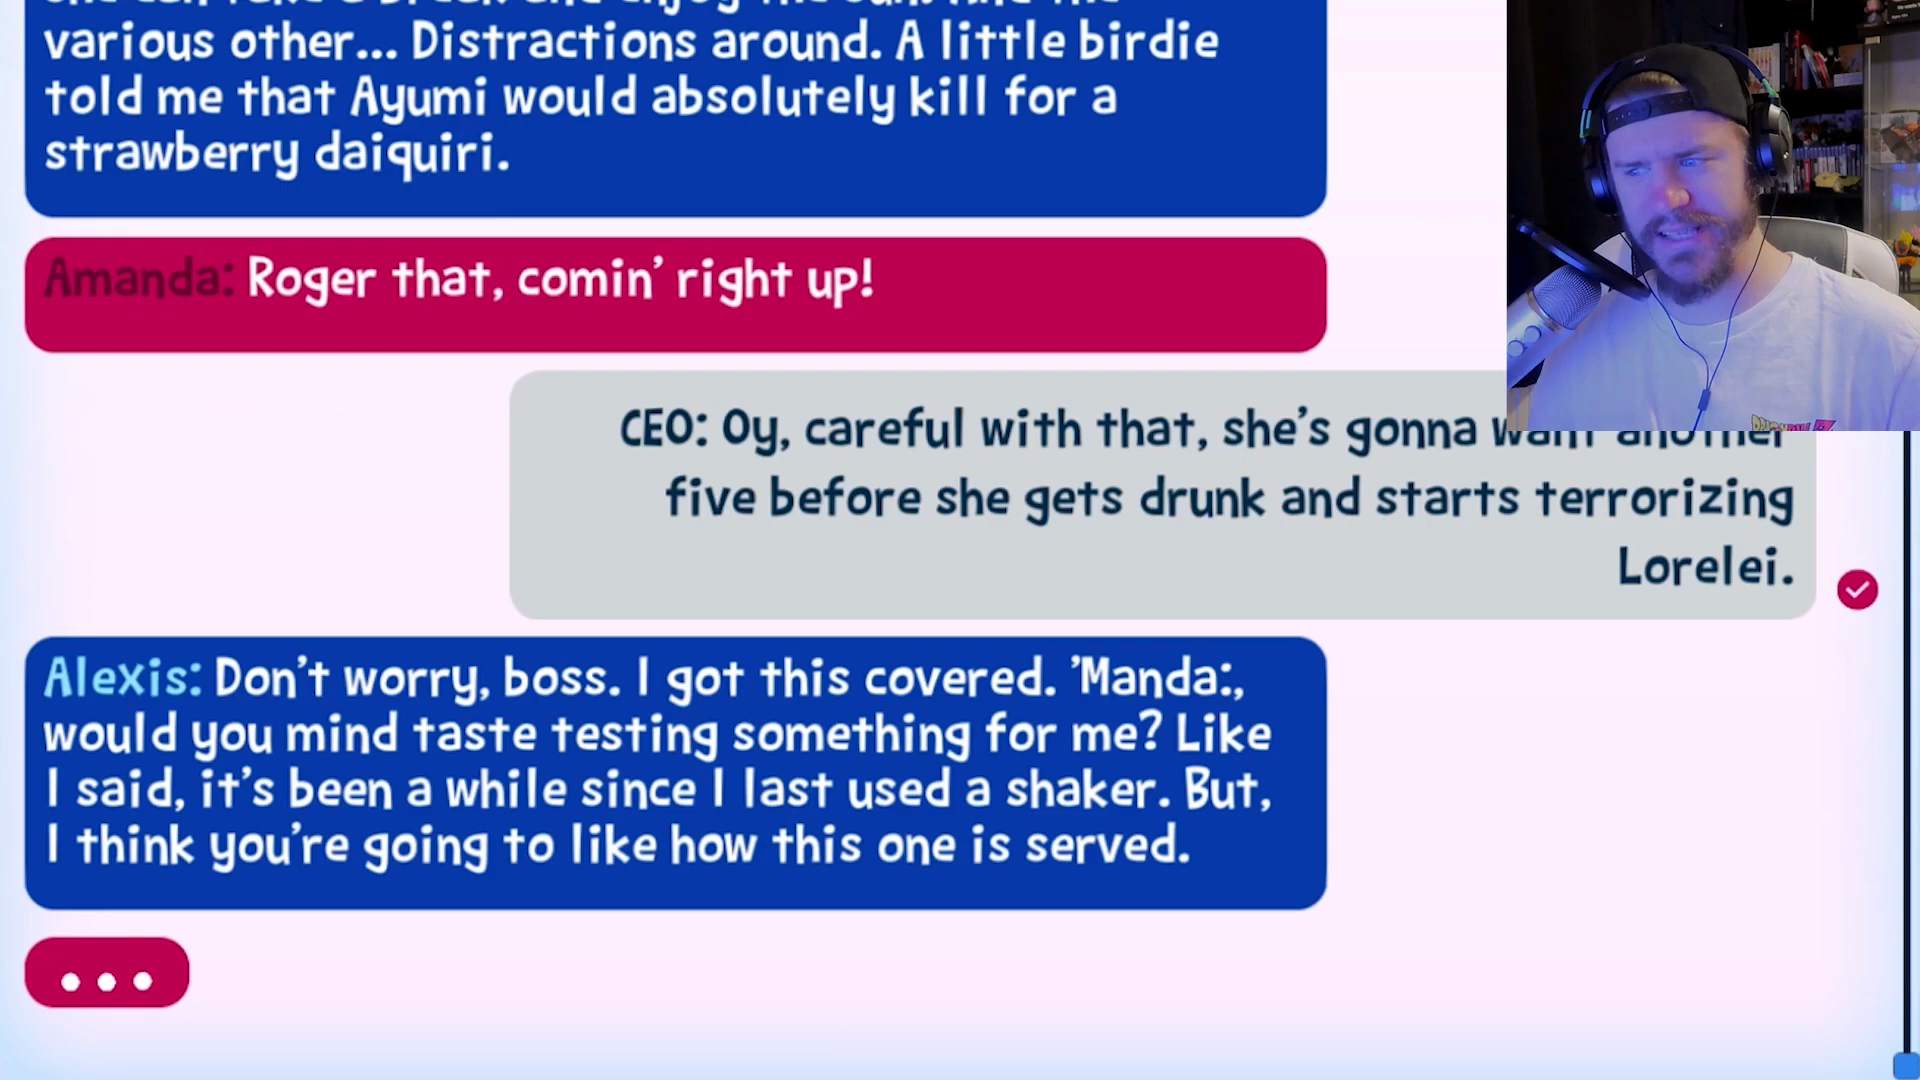 various other... Distractions around. A little birdie
told me that Ayumi would absolutely kill for a
strawberry daiquiri.
Amanda: Roger that, comin' right up!
CEO: Oy, careful with that, she's gonna want another
five before she gets drunk and starts terrorizing
Lorelei.
Alexis: Don't worry, boss. I got this covered. 'Manda:,
would you mind taste testing something for me? Like
I said, it's been a while since I last used a shaker. But,
I think you're going to like how this one is served.